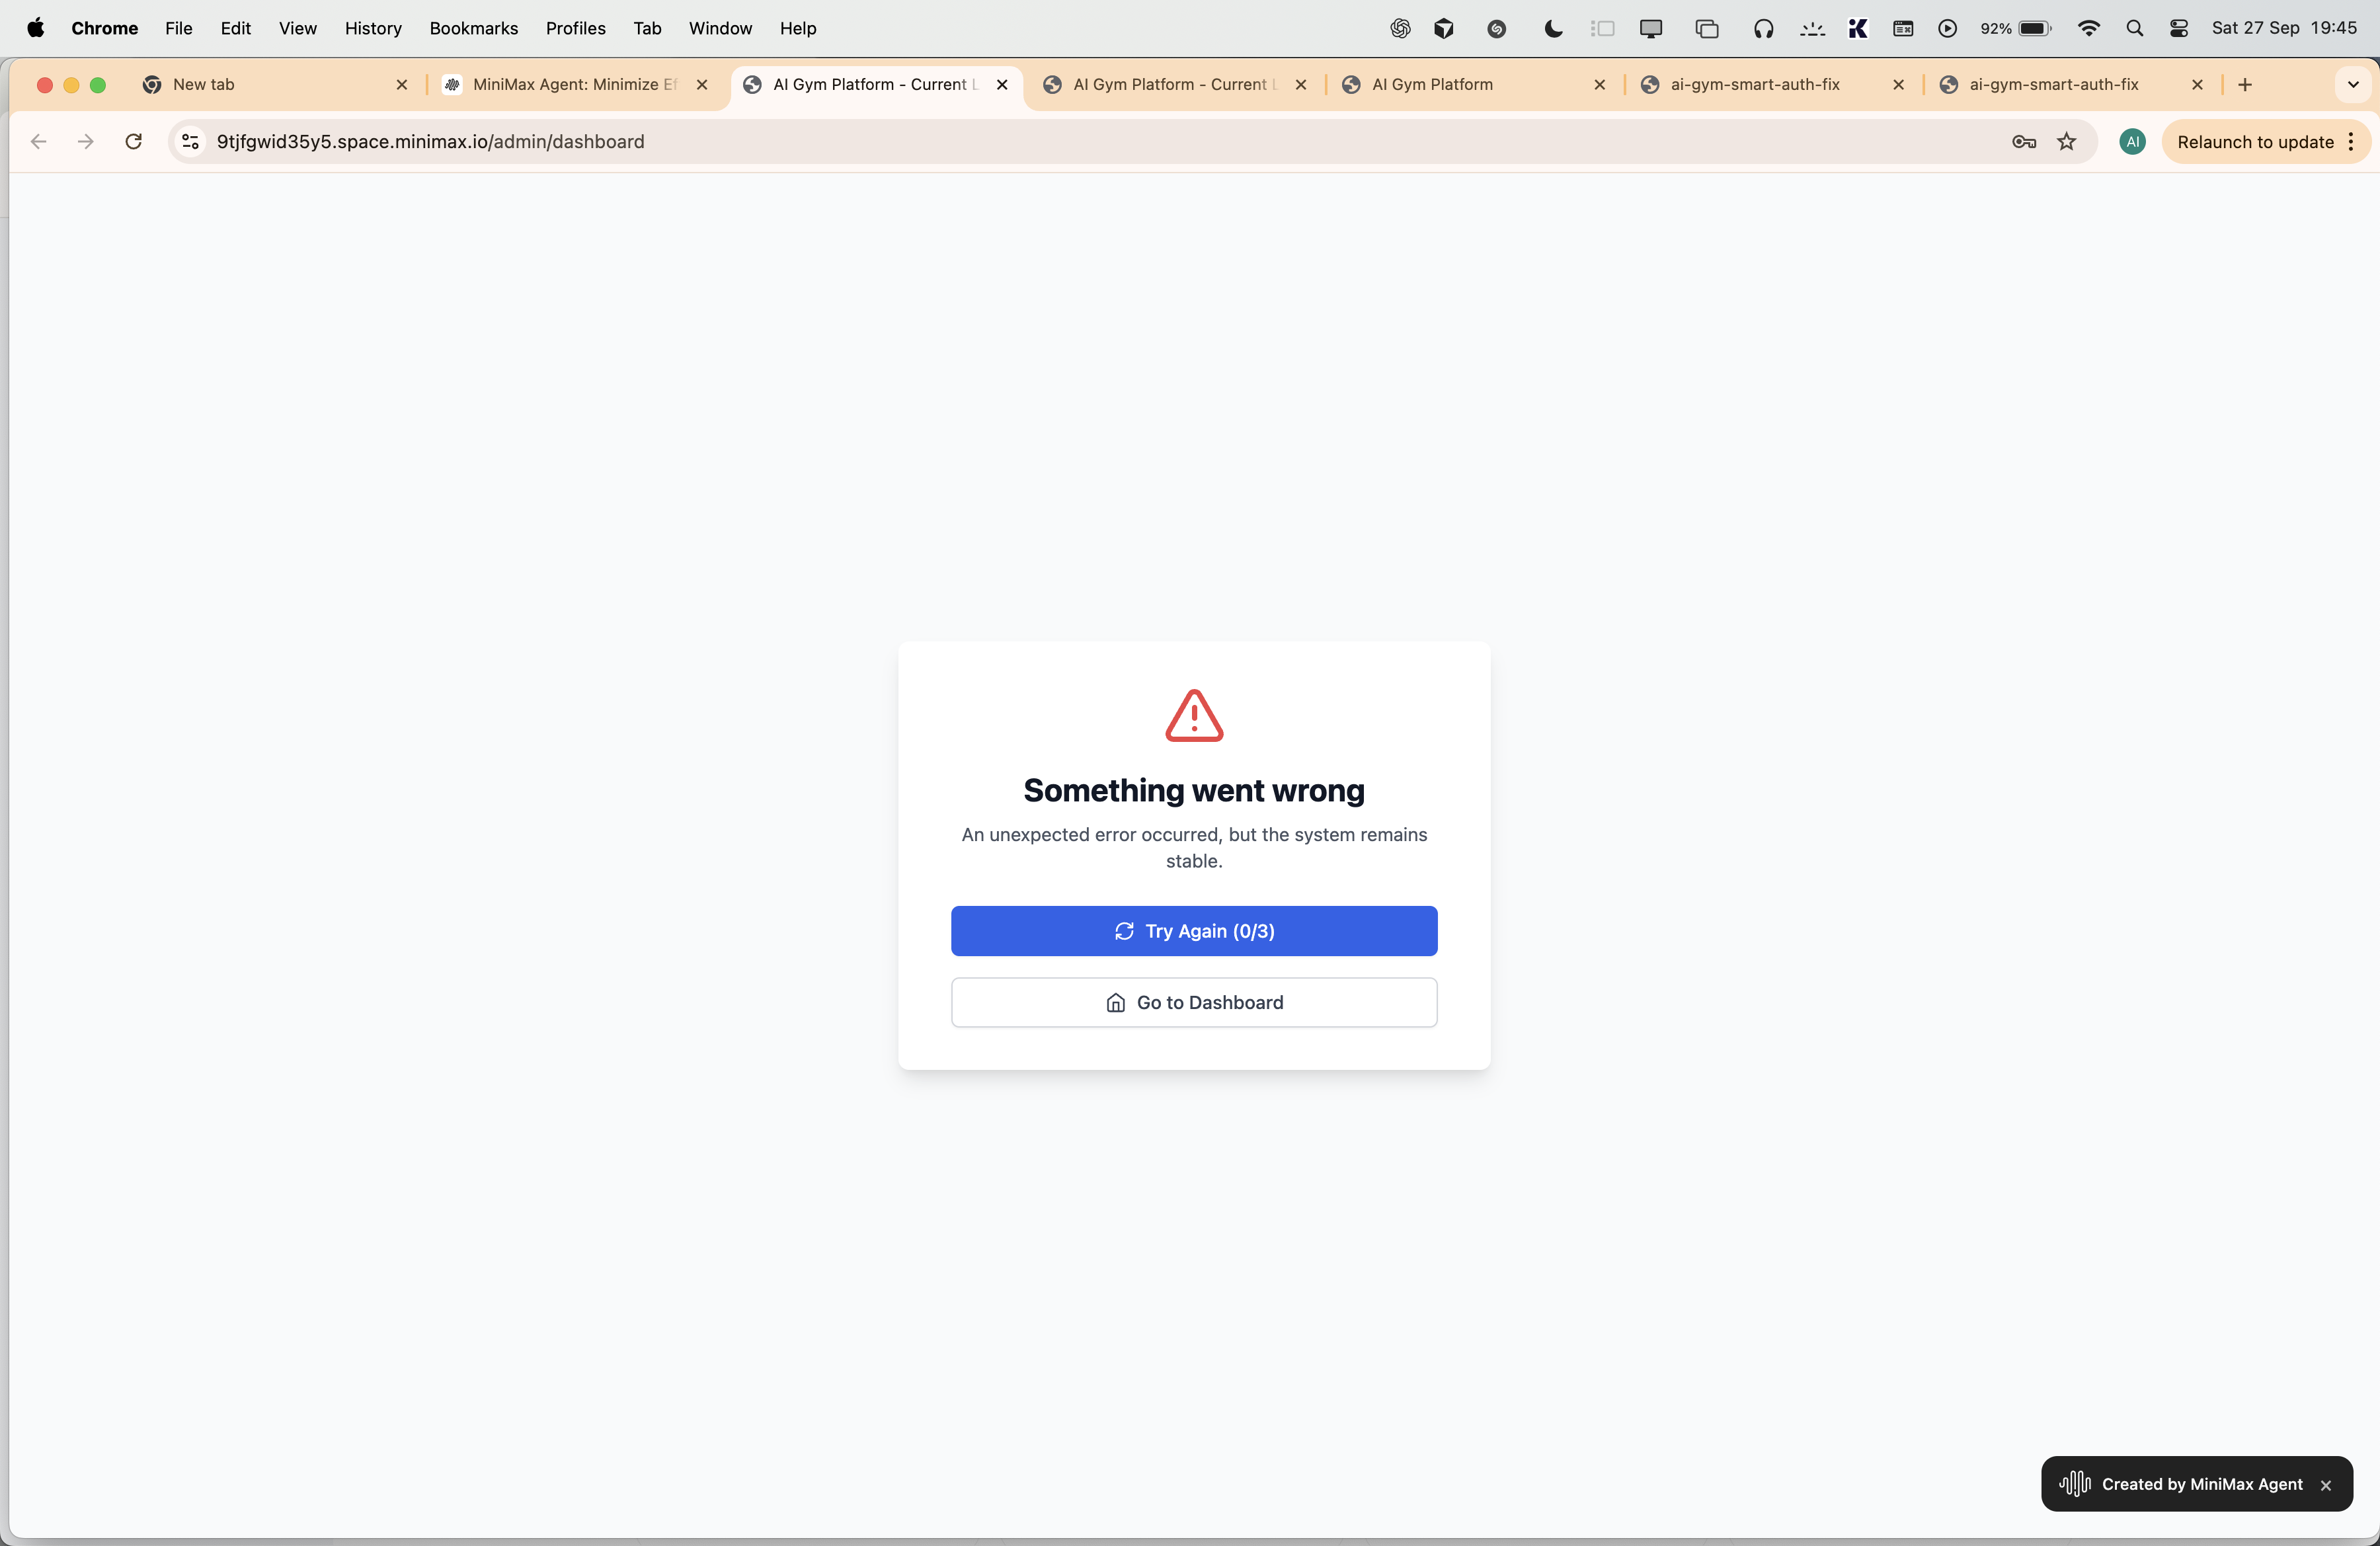 Chrome File Edit View History Bookmarks Profiles Tab Window Help 92% Sat 27 Sep 19:45
New tab MiniMax Agent: Minimize Ef AI Gym Platform - Current L AI Gym Platform - Current L AI Gym Platform ai-gym-smart-auth-fix ai-gym-smart-auth-fix
9tjfgwid35y5.space.minimax.io/admin/dashboard AI Relaunch to update
Something went wrong
An unexpected error occurred, but the system remains
stable.
Try Again (0/3)
Go to Dashboard
Created by MiniMax Agent